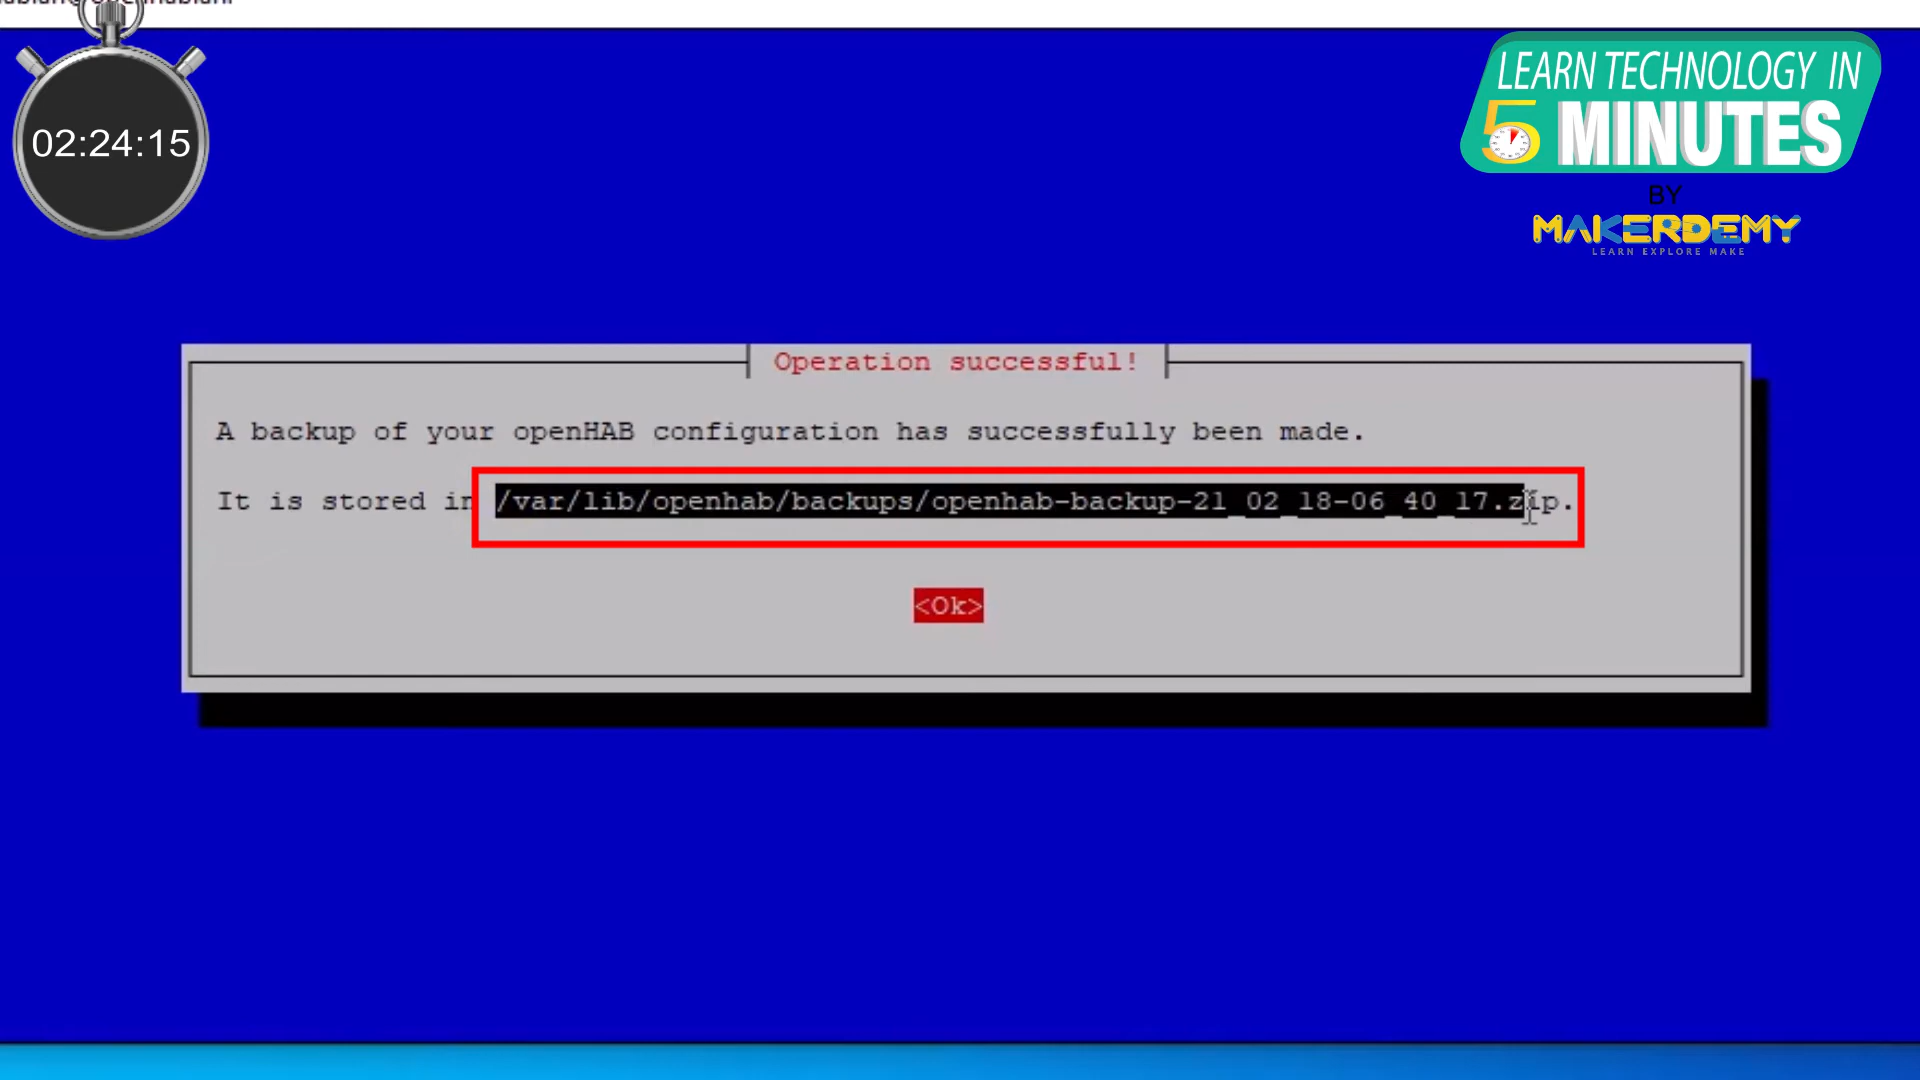 02:24:15
LEARN TECHNOLOGY IN
5 MINUTES
BY
MAKERDEMY
LEARN EXPLORE MAKE
Operation successful!
A backup of your openHAB configuration has successfully been made.
It is stored in /var/lib/openhab/backups/openhab-backup-21_02_18-06_40_17.zip.
<Ok>